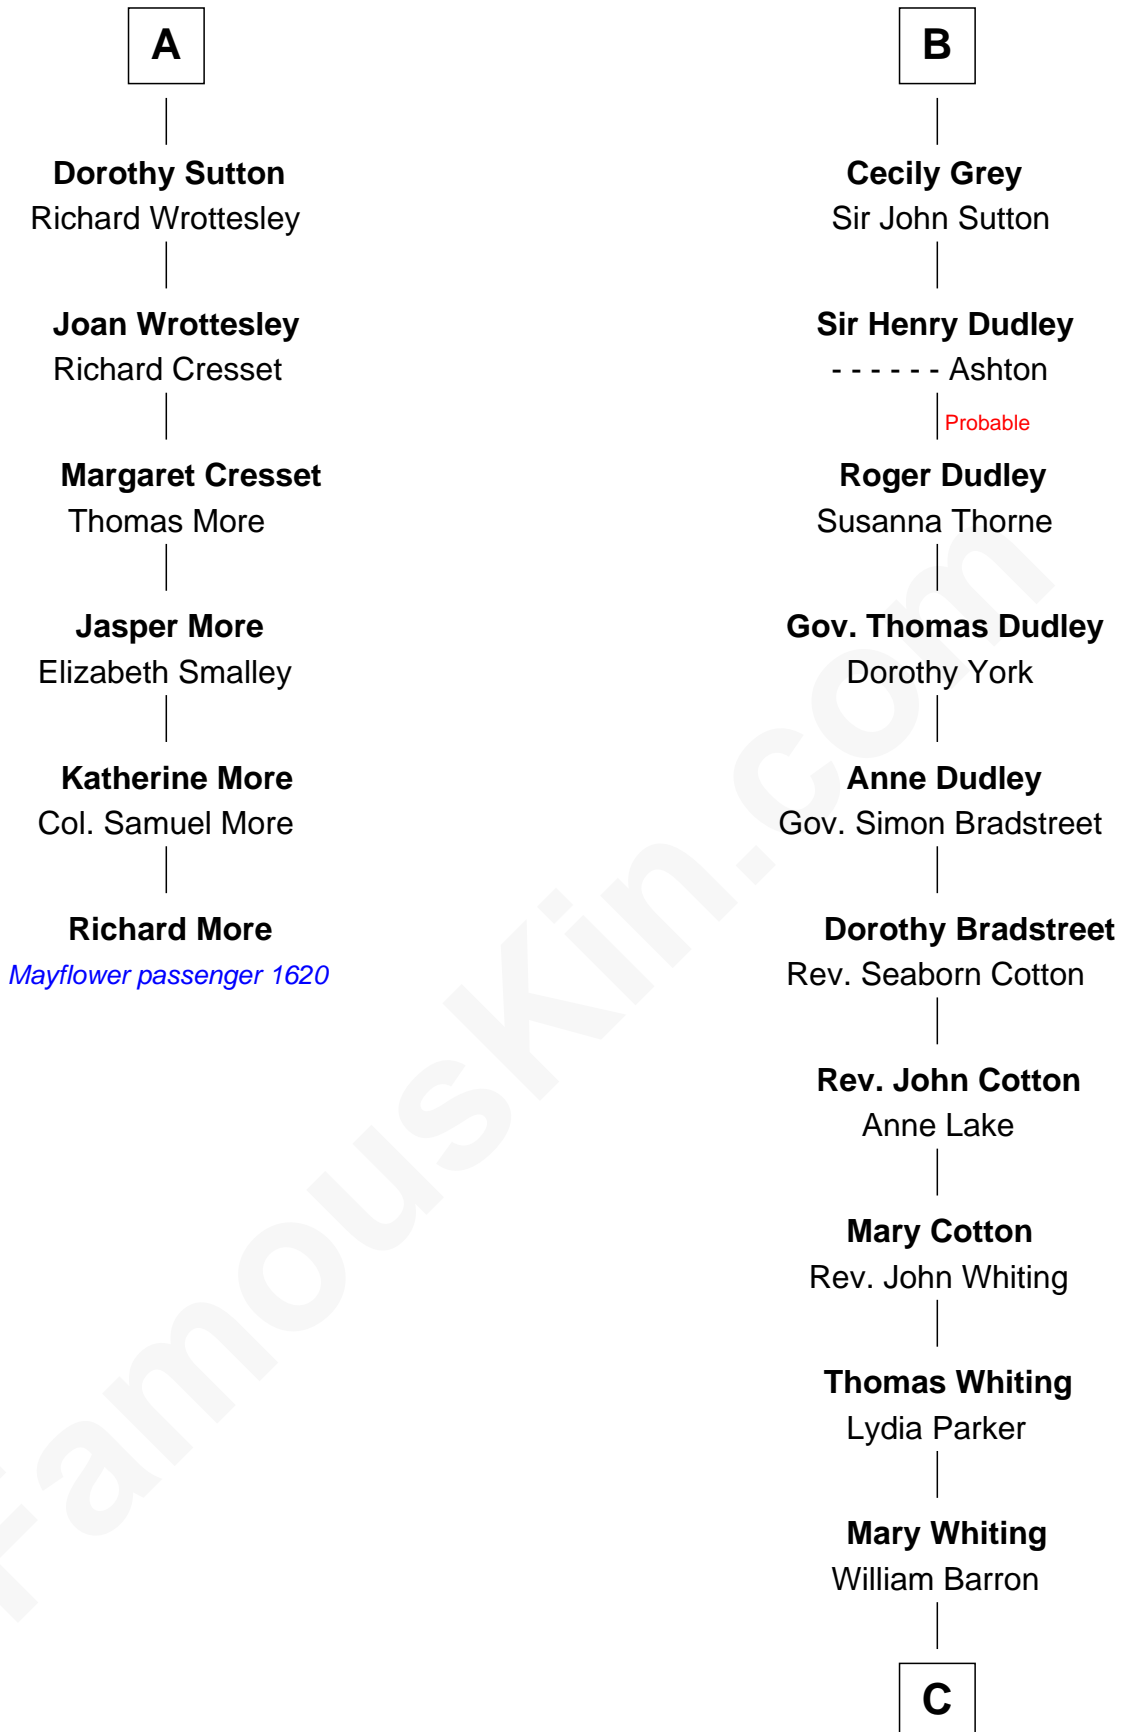 A
Dorothy Sutton
Richard Wrottesley
Joan Wrottesley
Richard Cresset
Margaret Cresset
Thomas More
Jasper More
Elizabeth Smalley
Katherine More
Col. Samuel More
Richard More
Mayflower passenger 1620
B
Cecily Grey
Sir John Sutton
Sir Henry Dudley
- - - - - - Ashton
Probable
Roger Dudley
Susanna Thorne
Gov. Thomas Dudley
Dorothy York
Anne Dudley
Gov. Simon Bradstreet
Dorothy Bradstreet
Rev. Seaborn Cotton
Rev. John Cotton
Anne Lake
Mary Cotton
Rev. John Whiting
Thomas Whiting
Lydia Parker
Mary Whiting
William Barron
C
FamousKin.com